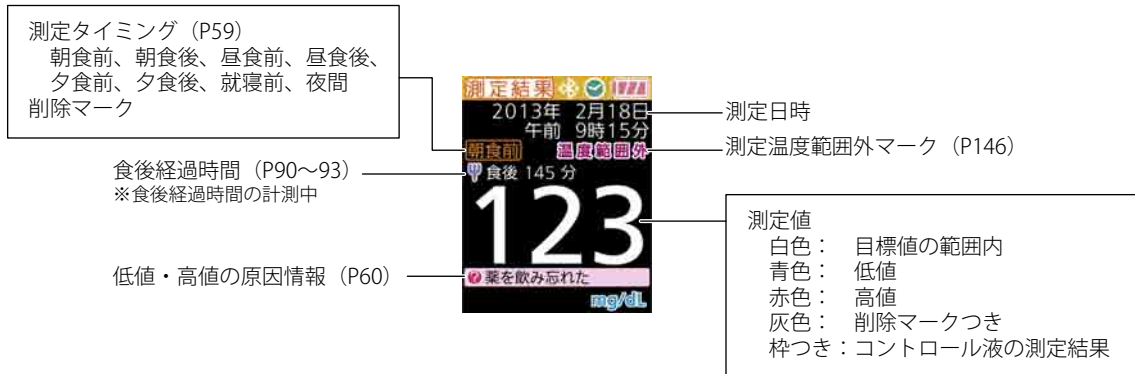 測定タイミング（P59）
朝食前、朝食後、昼食前、昼食後、
夕食前、夕食後、就寝前、夜間
削除マーク
食後経過時間（P90～93）
※食後経過時間の計測中
低値・高値の原因情報（P60）
測定結果
2013年 2月18日
午前 9時15分
朝食前 温度範囲外
食後 145 分
123
薬を飲み忘れた
mg/dL
測定日時
測定温度範囲外マーク（P146）
測定値
白色： 目標値の範囲内
青色： 低値
赤色： 高値
灰色： 削除マークつき
枠つき：コントロール液の測定結果